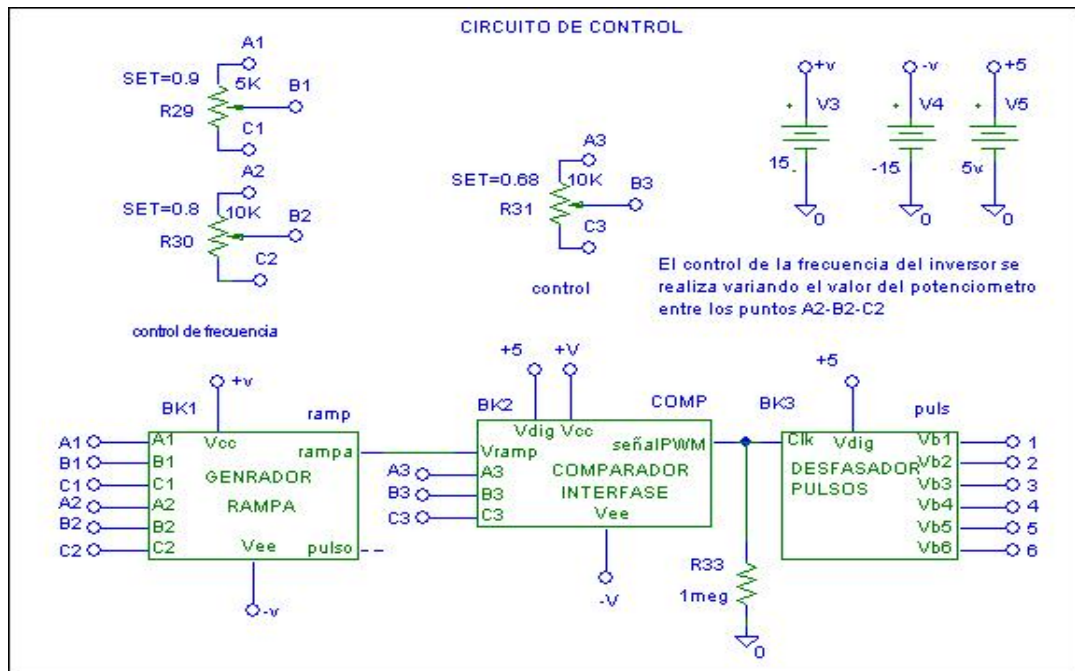 CIRCUITO DE CONTROL
A1
SET=0.9
5K
B1
R29
C1
A2
SET=0.8
10K
B2
R30
C2
control de frecuencia
A3
SET=0.68
10K
B3
R31
C3
control
+v
-v
+5
+
V3
+
V4
+
V5
15
-
-15
5v
0
0
0
El control de la frecuencia del inversor se
realiza variando el valor del potenciometro
entre los puntos A2-B2-C2
+v
BK1
ramp
A1
B1
C1
A2
B2
C2
A1
B1
C1
A2
B2
C2
Vcc
rampa
GENRADOR
RAMPA
Vee
pulso
-v
+5
+V
BK2
COMP
Vdig
Vcc
señalPWM
Vramp
A3
B3
C3
A3
B3
C3
COMPARADOR
INTERFASE
Vee
-V
R33
1meg
0
+5
BK3
puls
Clk
Vdig
DESFASADOR
PULSOS
Vb1
Vb2
Vb3
Vb4
Vb5
Vb6
1
2
3
4
5
6